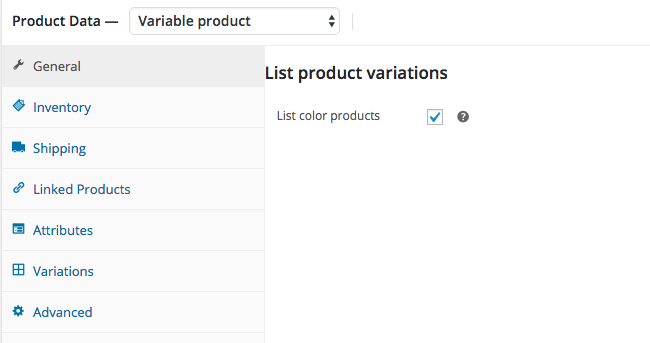 Product Data — Variable product
General
Inventory
Shipping
Linked Products
Attributes
Variations
Advanced
List product variations
List color products